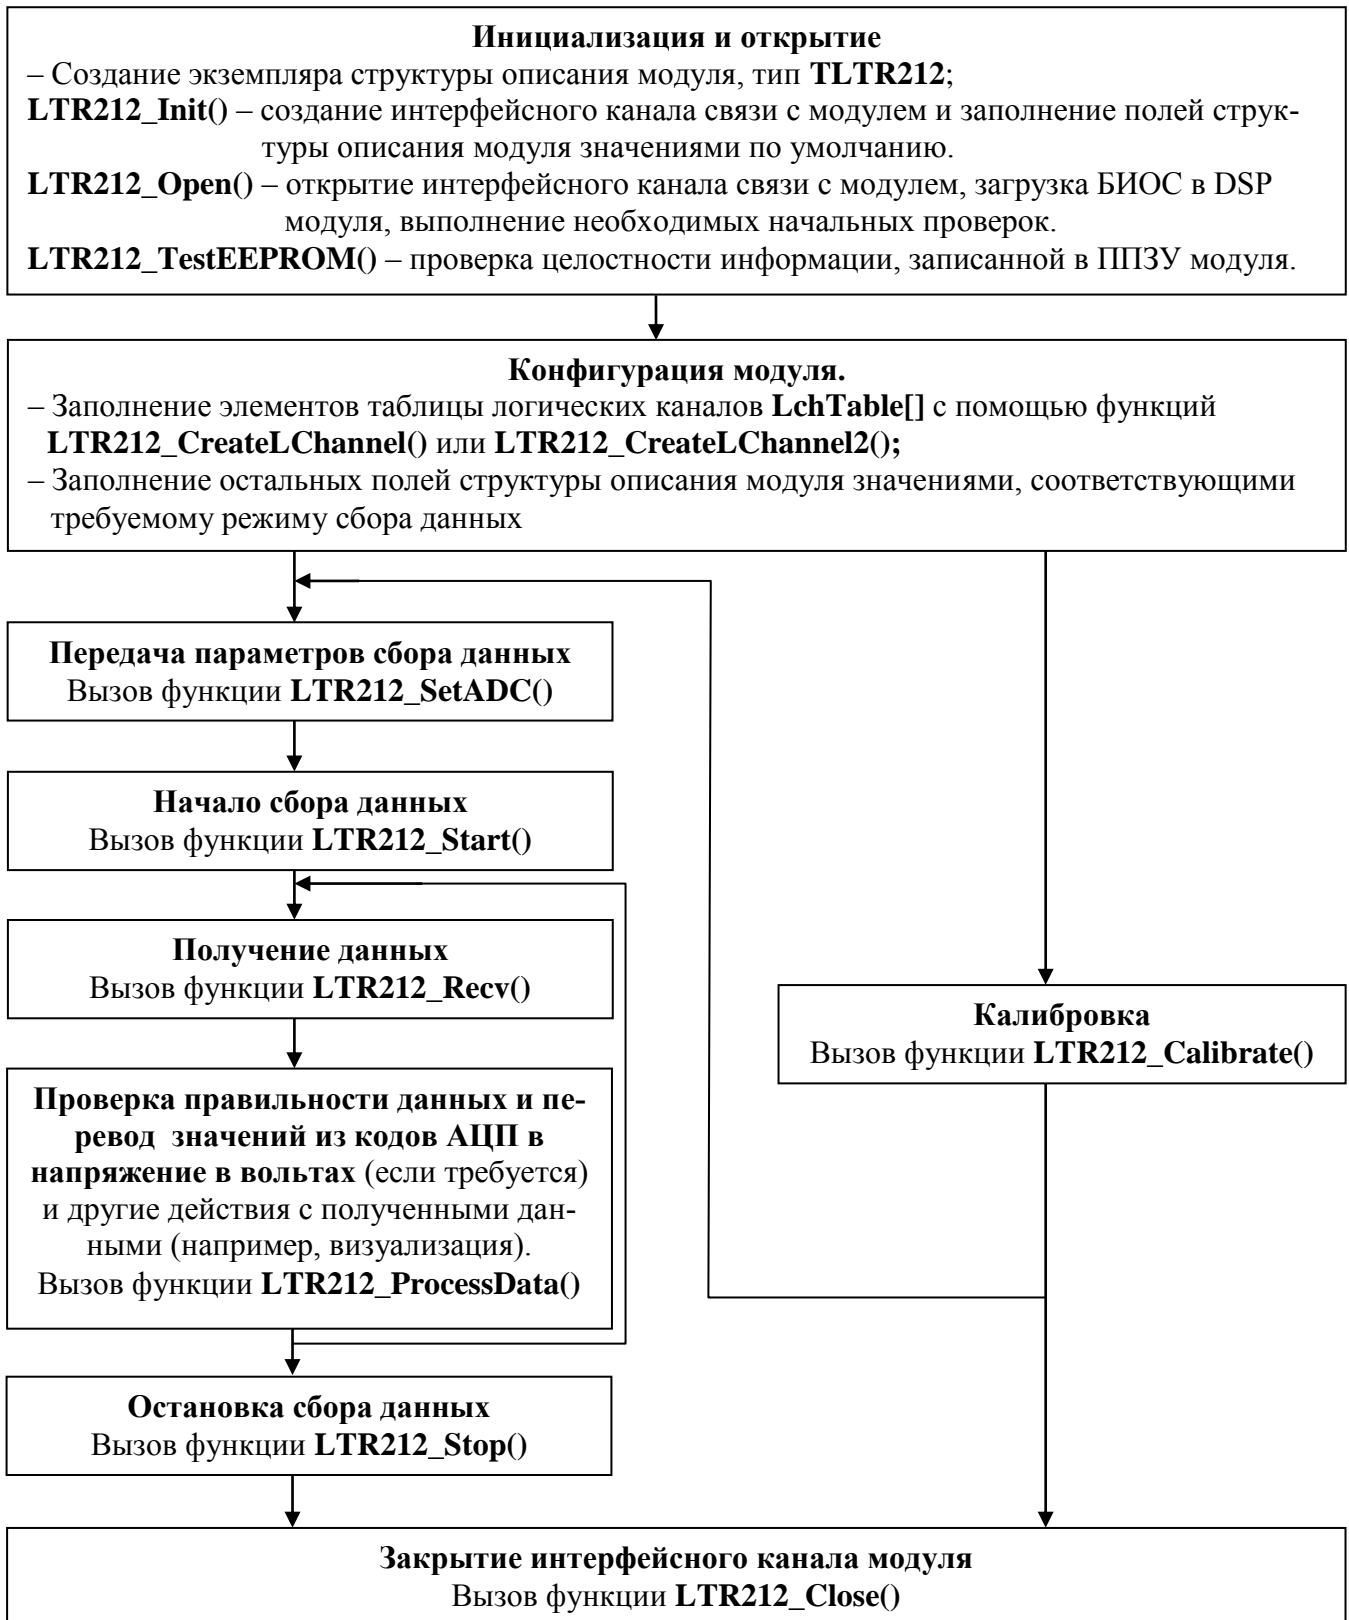 Инициализация и открытие
– Создание экземпляра структуры описания модуля, тип TLTR212;
LTR212_Init() – создание интерфейсного канала связи с модулем и заполнение полей струк-
туры описания модуля значениями по умолчанию.
LTR212_Open() – открытие интерфейсного канала связи с модулем, загрузка БИОС в DSP
модуля, выполнение необходимых начальных проверок.
LTR212_TestEEPROM() – проверка целостности информации, записанной в ППЗУ модуля.
Конфигурация модуля.
– Заполнение элементов таблицы логических каналов LchTable[] с помощью функций
LTR212_CreateLChannel() или LTR212_CreateLChannel2();
– Заполнение остальных полей структуры описания модуля значениями, соответствующими
требуемому режиму сбора данных
Передача параметров сбора данных
Вызов функции LTR212_SetADC()
Начало сбора данных
Вызов функции LTR212_Start()
Получение данных
Вызов функции LTR212_Recv()
Калибровка
Вызов функции LTR212_Calibrate()
Проверка правильности данных и пе-
ревод значений из кодов АЦП в
напряжение в вольтах (если требуется)
и другие действия с полученными дан-
ными (например, визуализация).
Вызов функции LTR212_ProcessData()
Остановка сбора данных
Вызов функции LTR212_Stop()
Закрытие интерфейсного канала модуля
Вызов функции LTR212_Close()